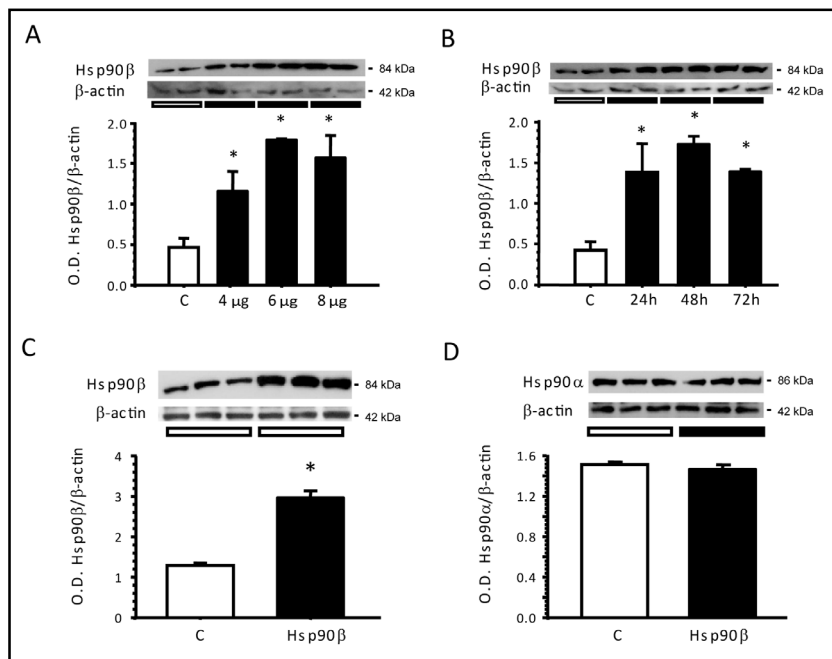 A
Hsp90β
- 84 kDa
β-actin
- 42 kDa
O.D. Hsp90β/β-actin
2.0
1.5
1.0
0.5
0.0
*
*
*
C
4 µg
6 µg
8 µg
B
Hsp90β
- 84 kDa
β-actin
- 42 kDa
O.D. Hsp90β/β-actin
2.0
1.5
1.0
0.5
0.0
*
*
*
C
24h
48h
72h
C
Hsp90β
- 84 kDa
β-actin
- 42 kDa
O.D. Hsp90β/β-actin
4
3
2
1
0
*
C
Hsp90β
D
Hsp90α
- 86 kDa
β-actin
- 42 kDa
O.D. Hsp90α/β-actin
1.6
1.2
0.8
0.4
0.0
C
Hsp90β